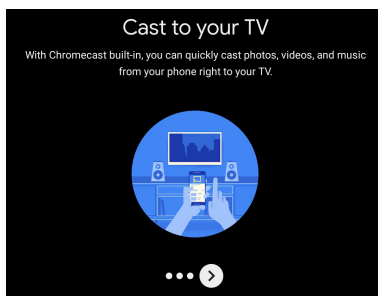 Cast to your TV
With Chromecast built-in, you can quickly cast photos, videos, and music
from your phone right to your TV.